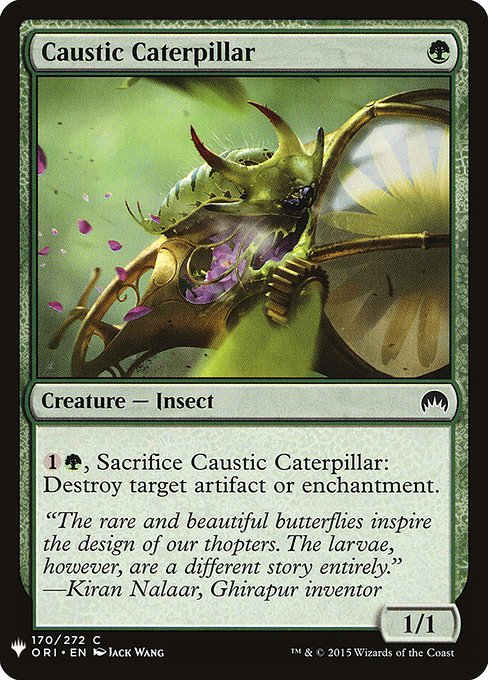 Caustic Caterpillar
Creature — Insect
1, Sacrifice Caustic Caterpillar:
Destroy target artifact or enchantment.
“The rare and beautiful butterflies inspire
the design of our thopters. The larvae,
however, are a different story entirely.”
—Kiran Nalaar, Ghirapur inventor
1/1
170/272 C
ORI • EN Jack Wang
™ & © 2015 Wizards of the Coast